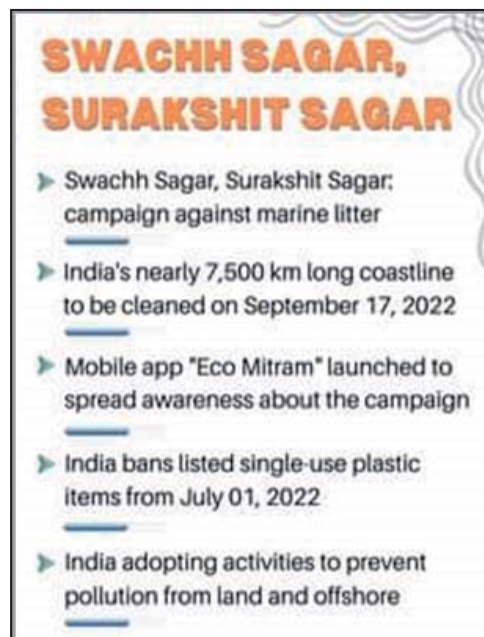 SWACHH SAGAR,
SURAKSHIT SAGAR
Swachh Sagar, Surakshit Sagar:
campaign against marine litter
India's nearly 7,500 km long coastline
to be cleaned on September 17, 2022
Mobile app "Eco Mitram" launched to
spread awareness about the campaign
India bans listed single-use plastic
items from July 01, 2022
India adopting activities to prevent
pollution from land and offshore